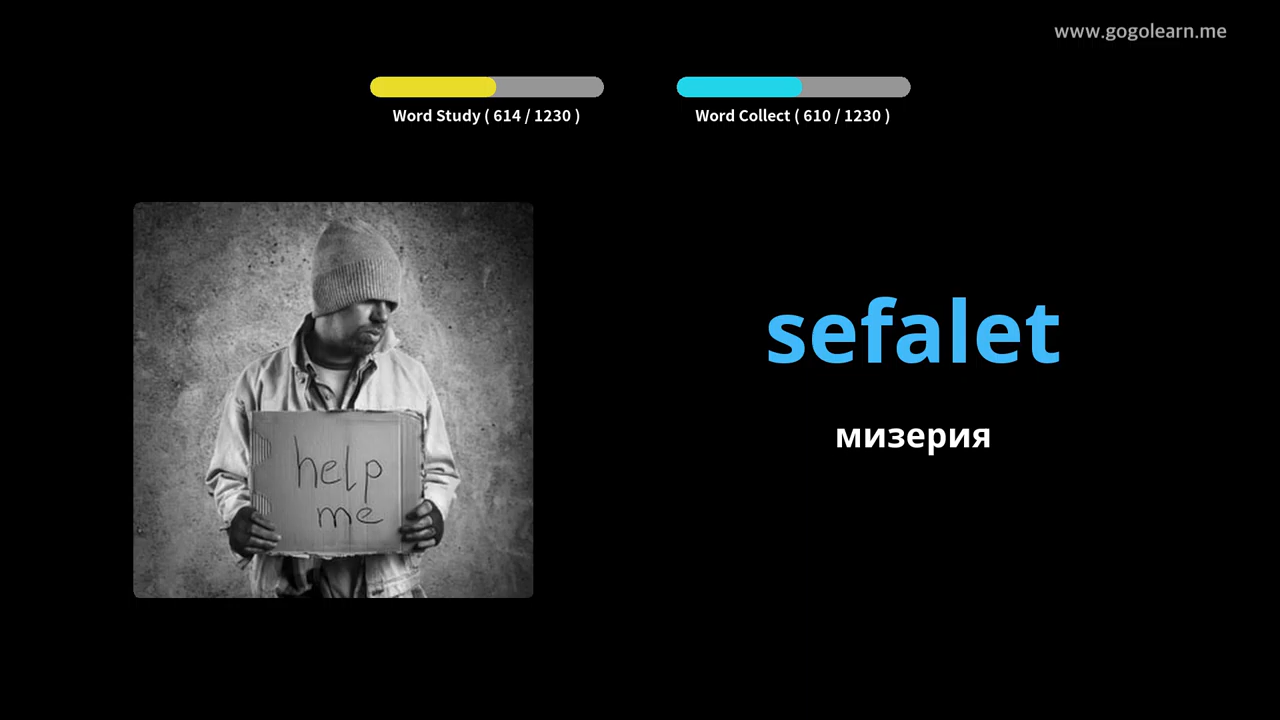 www.gogolearn.me
Word Study ( 614 / 1230 )
Word Collect ( 610 / 1230 )
help
me
sefalet
мизерия